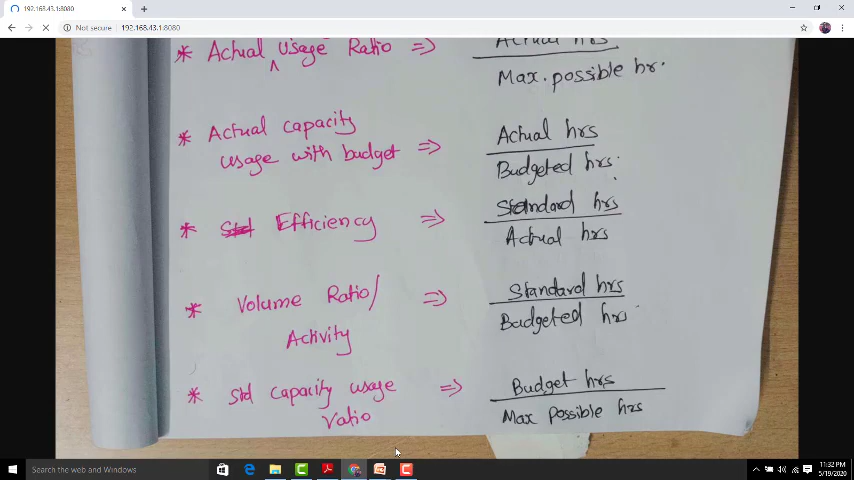 192.168.43.1:8080
Not secure | 192.168.43.1:8080
* Actual Usage Ratio ⇒ Actual hrs
Max. possible hr.
* Actual capacity
usage with budget ⇒ Actual hrs
Budgeted hrs.
* Efficiency ⇒ Standard hrs
Actual hrs
* Volume Ratio/
Activity ⇒ Standard hrs
Budgeted hrs
* Std capacity usage
ratio ⇒ Budget hrs
Max possible hrs
Search the web and Windows
11:32 PM
5/19/2020